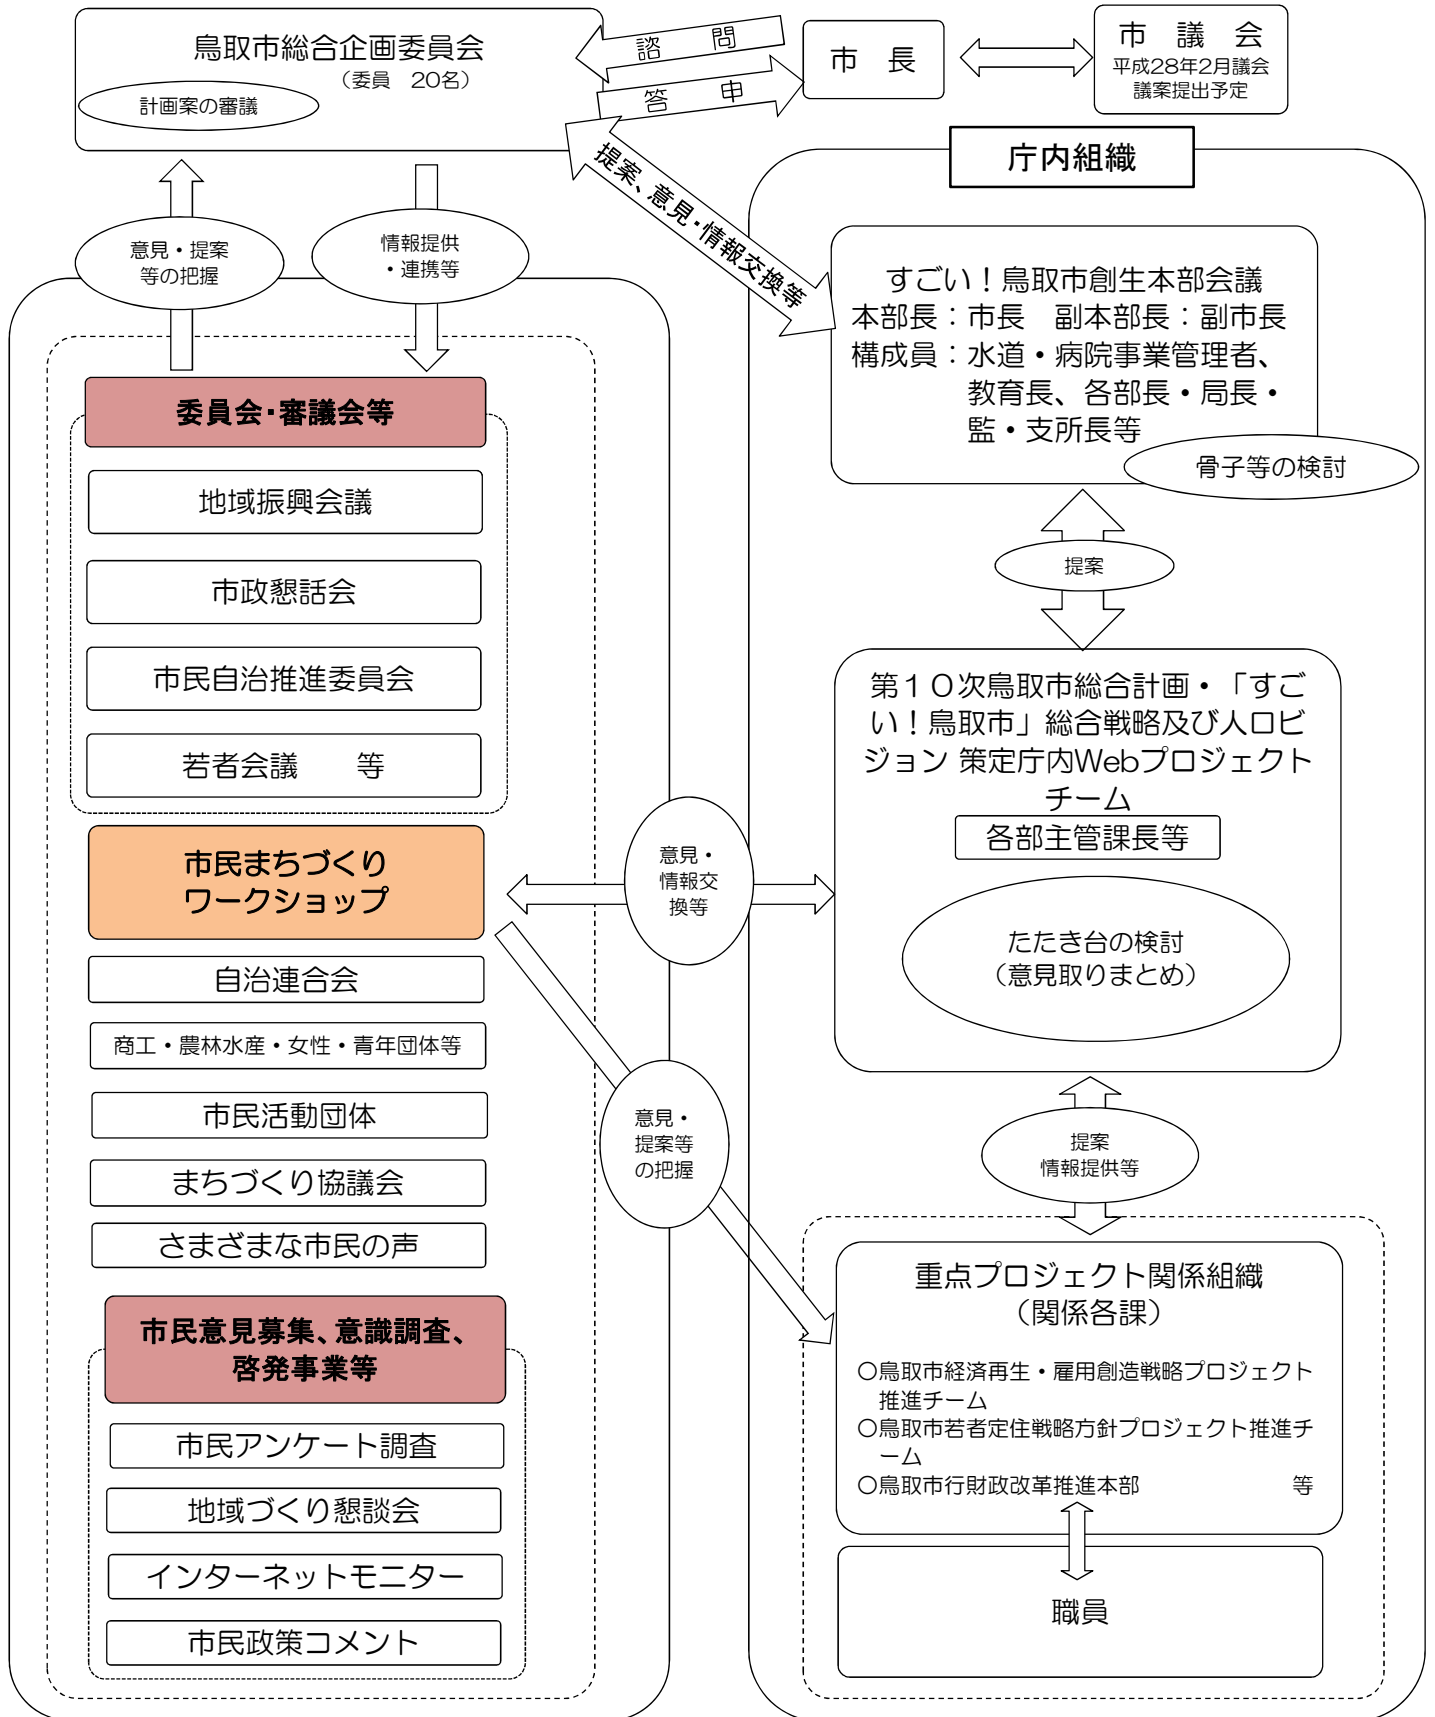 鳥取市総合企画委員会
（委員　20名）
計画案の審議
諮　問
答　申
市　長
市　議　会
平成28年2月議会
議案提出予定
提案、意見・情報交換等
意見・提案
等の把握
情報提供
・連携等
委員会・審議会等
地域振興会議
市政懇話会
市民自治推進委員会
若者会議　　等
市民まちづくり
ワークショップ
自治連合会
商工・農林水産・女性・青年団体等
市民活動団体
まちづくり協議会
さまざまな市民の声
市民意見募集、意識調査、
啓発事業等
市民アンケート調査
地域づくり懇談会
インターネットモニター
市民政策コメント
意見・
情報交
換等
意見・
提案等
の把握
庁内組織
すごい！鳥取市創生本部会議
本部長：市長　副本部長：副市長
構成員：水道・病院事業管理者、
教育長、各部長・局長・
監・支所長等
骨子等の検討
提案
第１０次鳥取市総合計画・「すご
い！鳥取市」総合戦略及び人口ビ
ジョン 策定庁内Webプロジェクト
チーム
各部主管課長等
たたき台の検討
（意見取りまとめ）
提案
情報提供等
重点プロジェクト関係組織
（関係各課）
○鳥取市経済再生・雇用創造戦略プロジェクト
推進チーム
○鳥取市若者定住戦略方針プロジェクト推進チ
ーム
○鳥取市行財政改革推進本部　　　　　等
職員